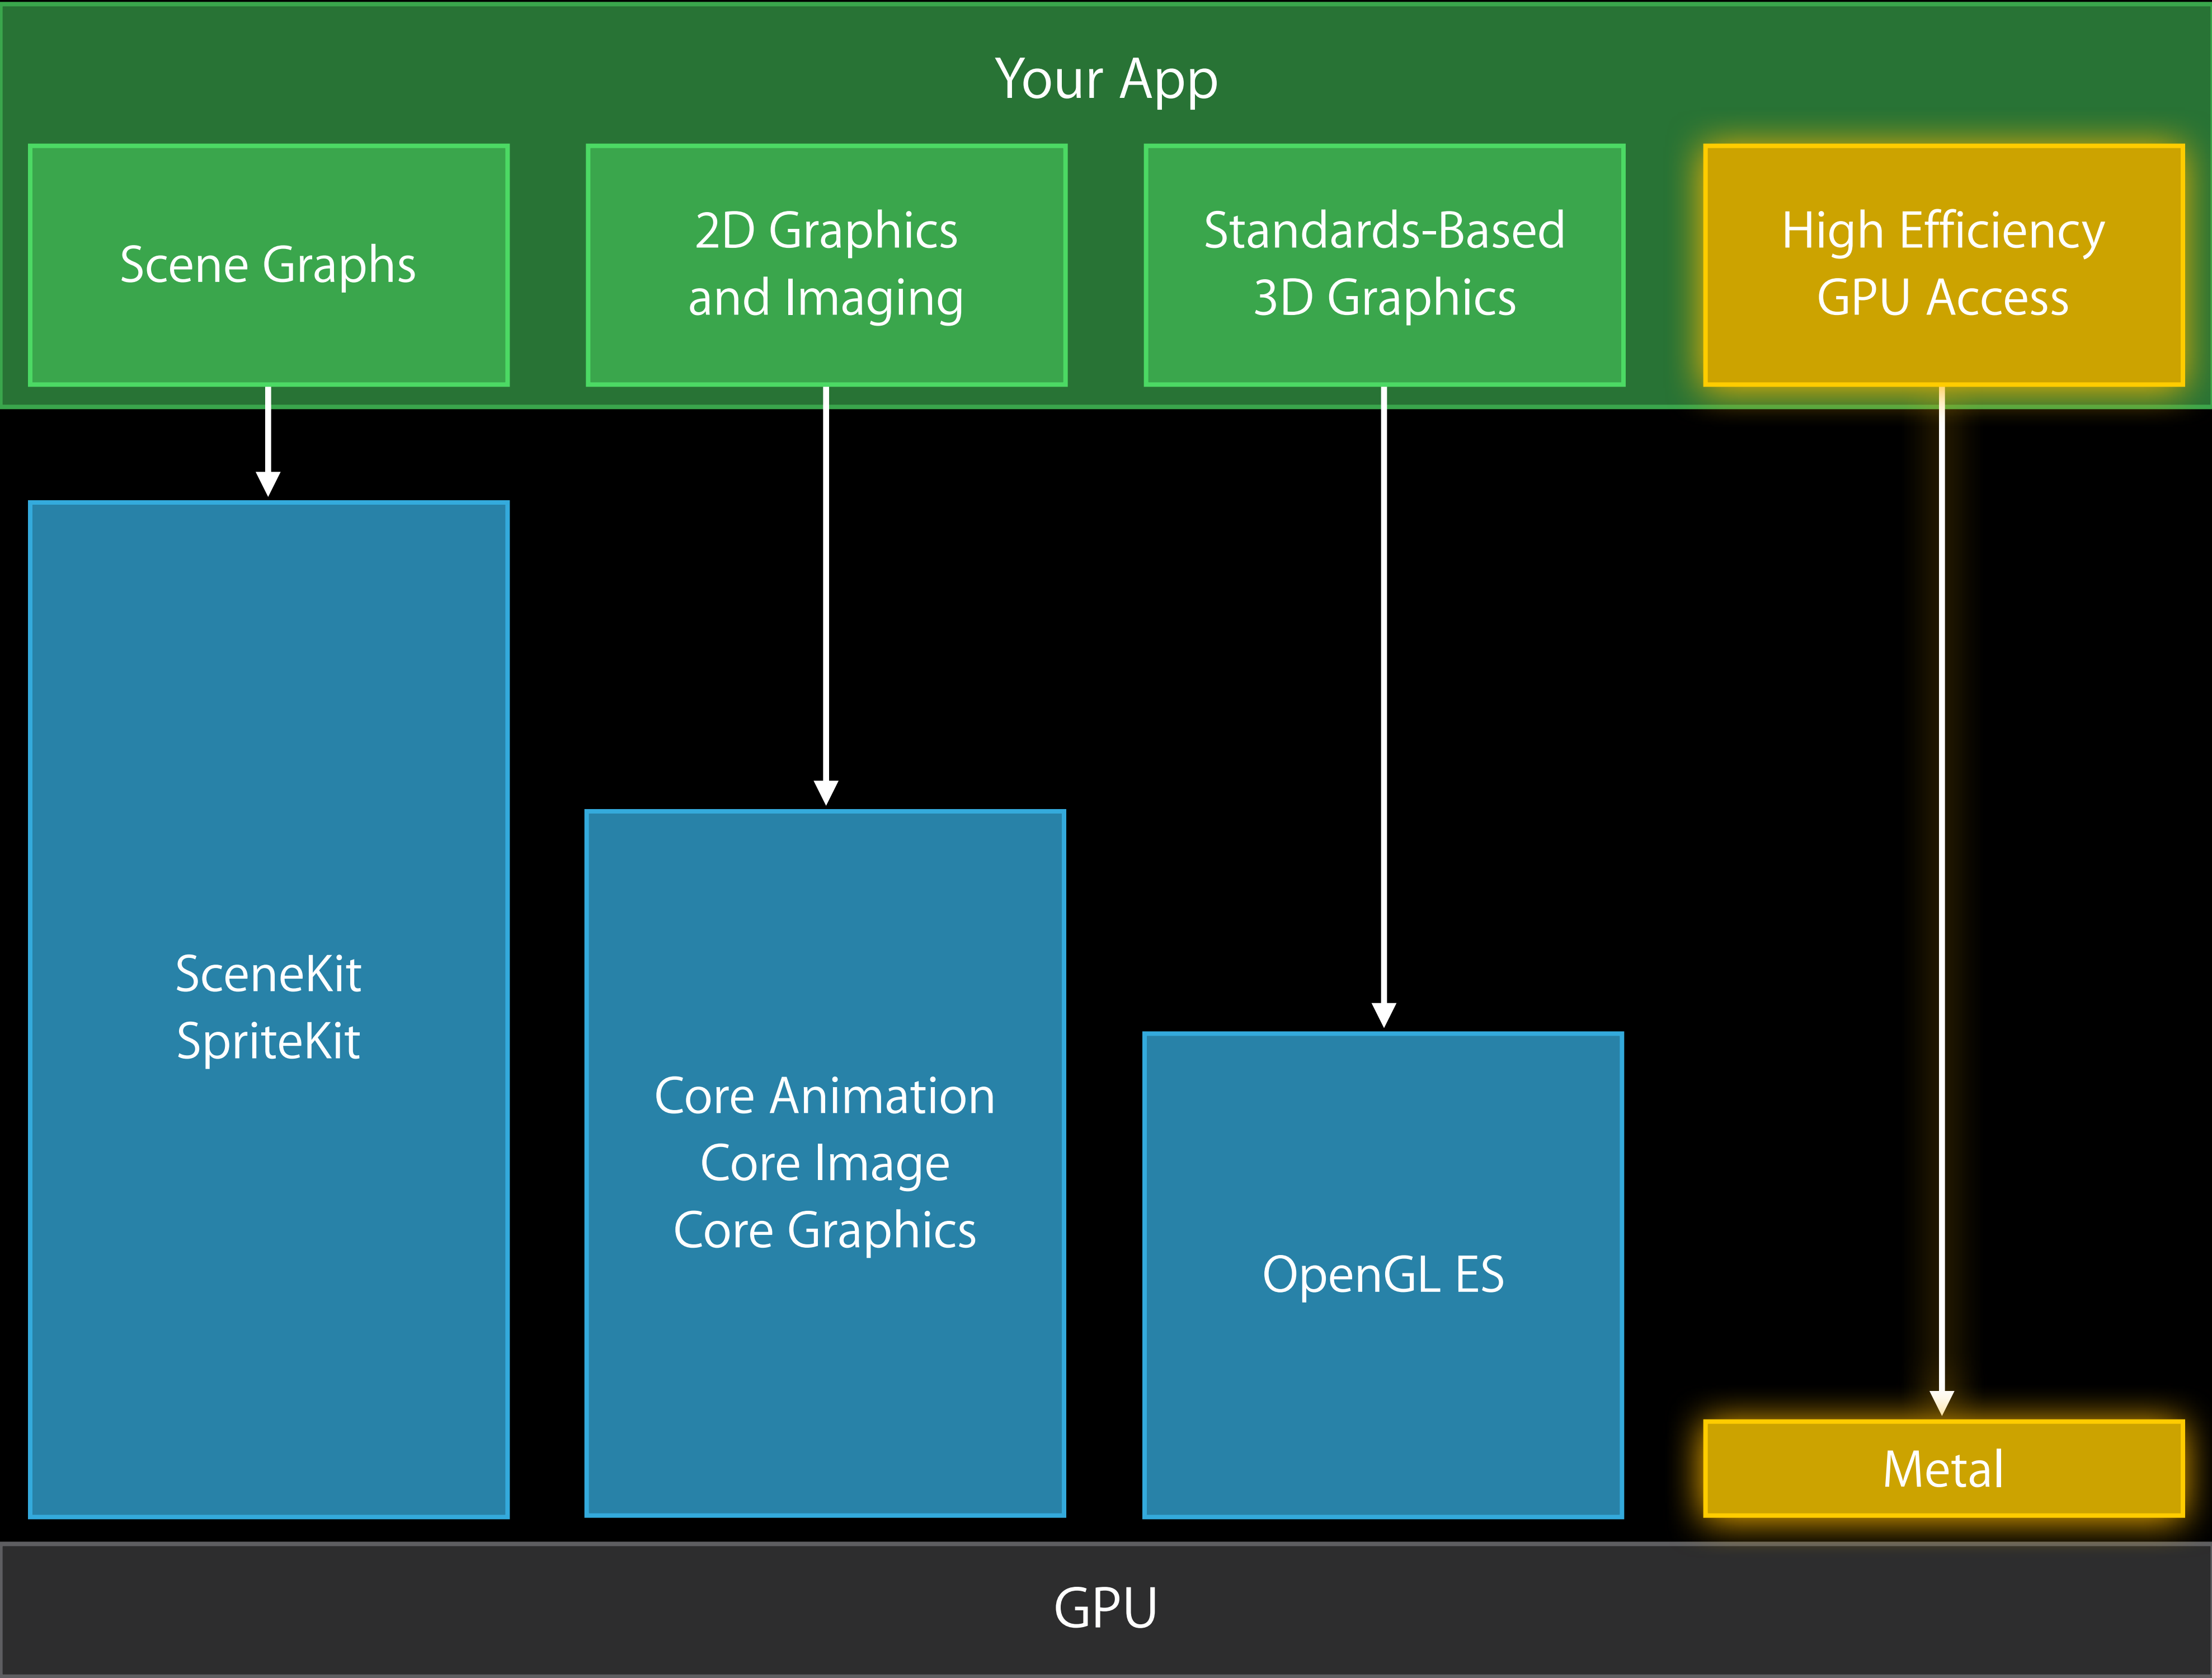 Your App
Scene Graphs
2D Graphics
and Imaging
Standards-Based
3D Graphics
High Efficiency
GPU Access
SceneKit
SpriteKit
Core Animation
Core Image
Core Graphics
OpenGL ES
Metal
GPU